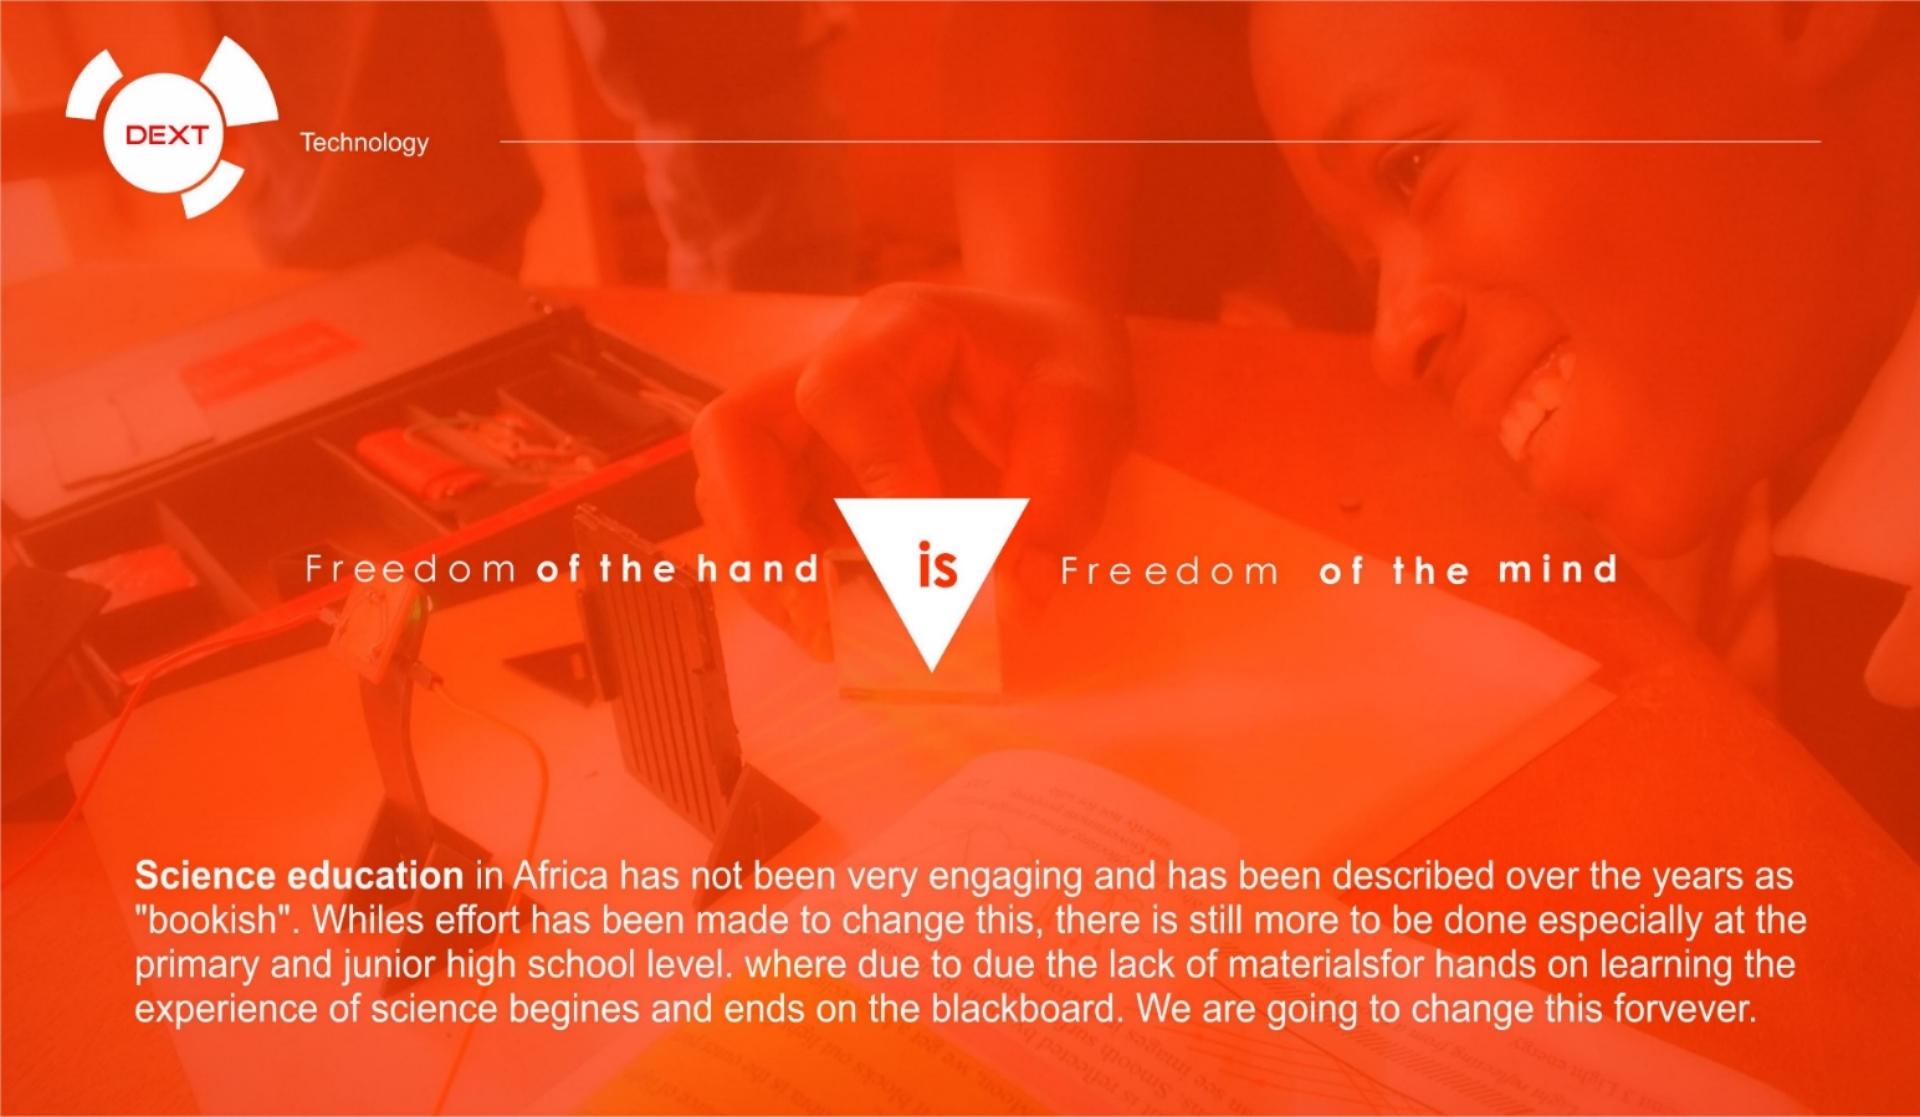 DEXT
Technology
Freedom of the hand is Freedom of the mind
Science education in Africa has not been very engaging and has been described over the years as
"bookish". Whiles effort has been made to change this, there is still more to be done especially at the
primary and junior high school level. where due to due the lack of materialsfor hands on learning the
experience of science begines and ends on the blackboard. We are going to change this forvever.